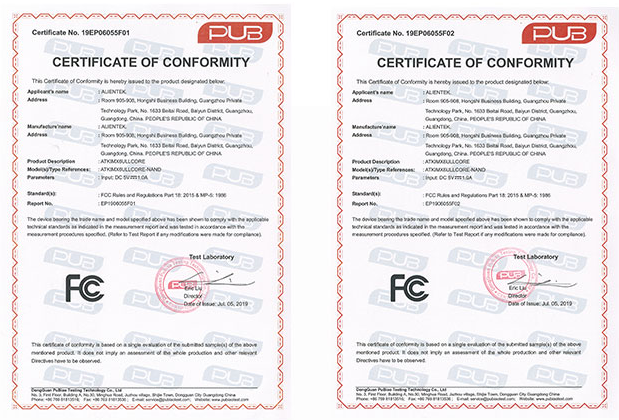 Certificate No. 19EP06055F01
PUB
CERTIFICATE OF CONFORMITY
This Certificate of Conformity is hereby issued to the product designated below:
Applicant's name : ALIENTEK.
Address : Room 905-908, Hongshi Business Building, Guangzhou Private
Technology Park, No. 1633 Beitai Road, Baiyun District, Guangzhou,
Guangdong, China. PEOPLE'S REPUBLIC OF CHINA
Manufacture'name : ALIENTEK.
Address : Room 905-908, Hongshi Business Building, Guangzhou Private
Technology Park, No. 1633 Beitai Road, Baiyun District, Guangzhou,
Guangdong, China. PEOPLE'S REPUBLIC OF CHINA.
Product Description : ATKIMX6ULLCORE
Model(s)/Type References: : ATKIMX6ULLCORE-NAND
Parameters : Input: DC 5V 1.0A
Standard(s): : FCC Rules and Regulations Part 18: 2015 & MP-5: 1986
Report No. : EP1906055F01
The device bearing the trade name and model specified above has been shown to comply with the applicable
technical standards as indicated in the measurement report and was tested in accordance with the
measurement procedures specified. (Refer to Test Report if any modifications were made for compliance).
Test Laboratory
FC
Eric Liu
Director
Date of Issue: Jul. 05, 2019
This certificate of conformity is based on a single evaluation of the submitted sample(s) of the above
mentioned product. It does not imply an assessment of the whole production and other relevant
Directives have to be observed.
DongGuan PuBiao Testing Technology Co., Ltd
Certificate No. 19EP06055F02
PUB
CERTIFICATE OF CONFORMITY
This Certificate of Conformity is hereby issued to the product designated below:
Applicant's name : ALIENTEK.
Address : Room 905-908, Hongshi Business Building, Guangzhou Private
Technology Park, No. 1633 Beitai Road, Baiyun District, Guangzhou,
Guangdong, China. PEOPLE'S REPUBLIC OF CHINA
Manufacture'name : ALIENTEK.
Address : Room 905-908, Hongshi Business Building, Guangzhou Private
Technology Park, No. 1633 Beitai Road, Baiyun District, Guangzhou,
Guangdong, China. PEOPLE'S REPUBLIC OF CHINA.
Product Description : ATKIMX6ULLCORE
Model(s)/Type References: : ATKIMX6ULLCORE-NAND
Parameters : Input: DC 5V 1.0A
Standard(s): : FCC Rules and Regulations Part 18: 2015 & MP-5: 1986
Report No. : EP1906055F02
The device bearing the trade name and model specified above has been shown to comply with the applicable
technical standards as indicated in the measurement report and was tested in accordance with the
measurement procedures specified. (Refer to Test Report if any modifications were made for compliance).
Test Laboratory
FC
Eric Liu
Director
Date of Issue: Jul. 05, 2019
This certificate of conformity is based on a single evaluation of the submitted sample(s) of the above
mentioned product. It does not imply an assessment of the whole production and other relevant
Directives have to be observed.
DongGuan PuBiao Testing Technology Co., Ltd